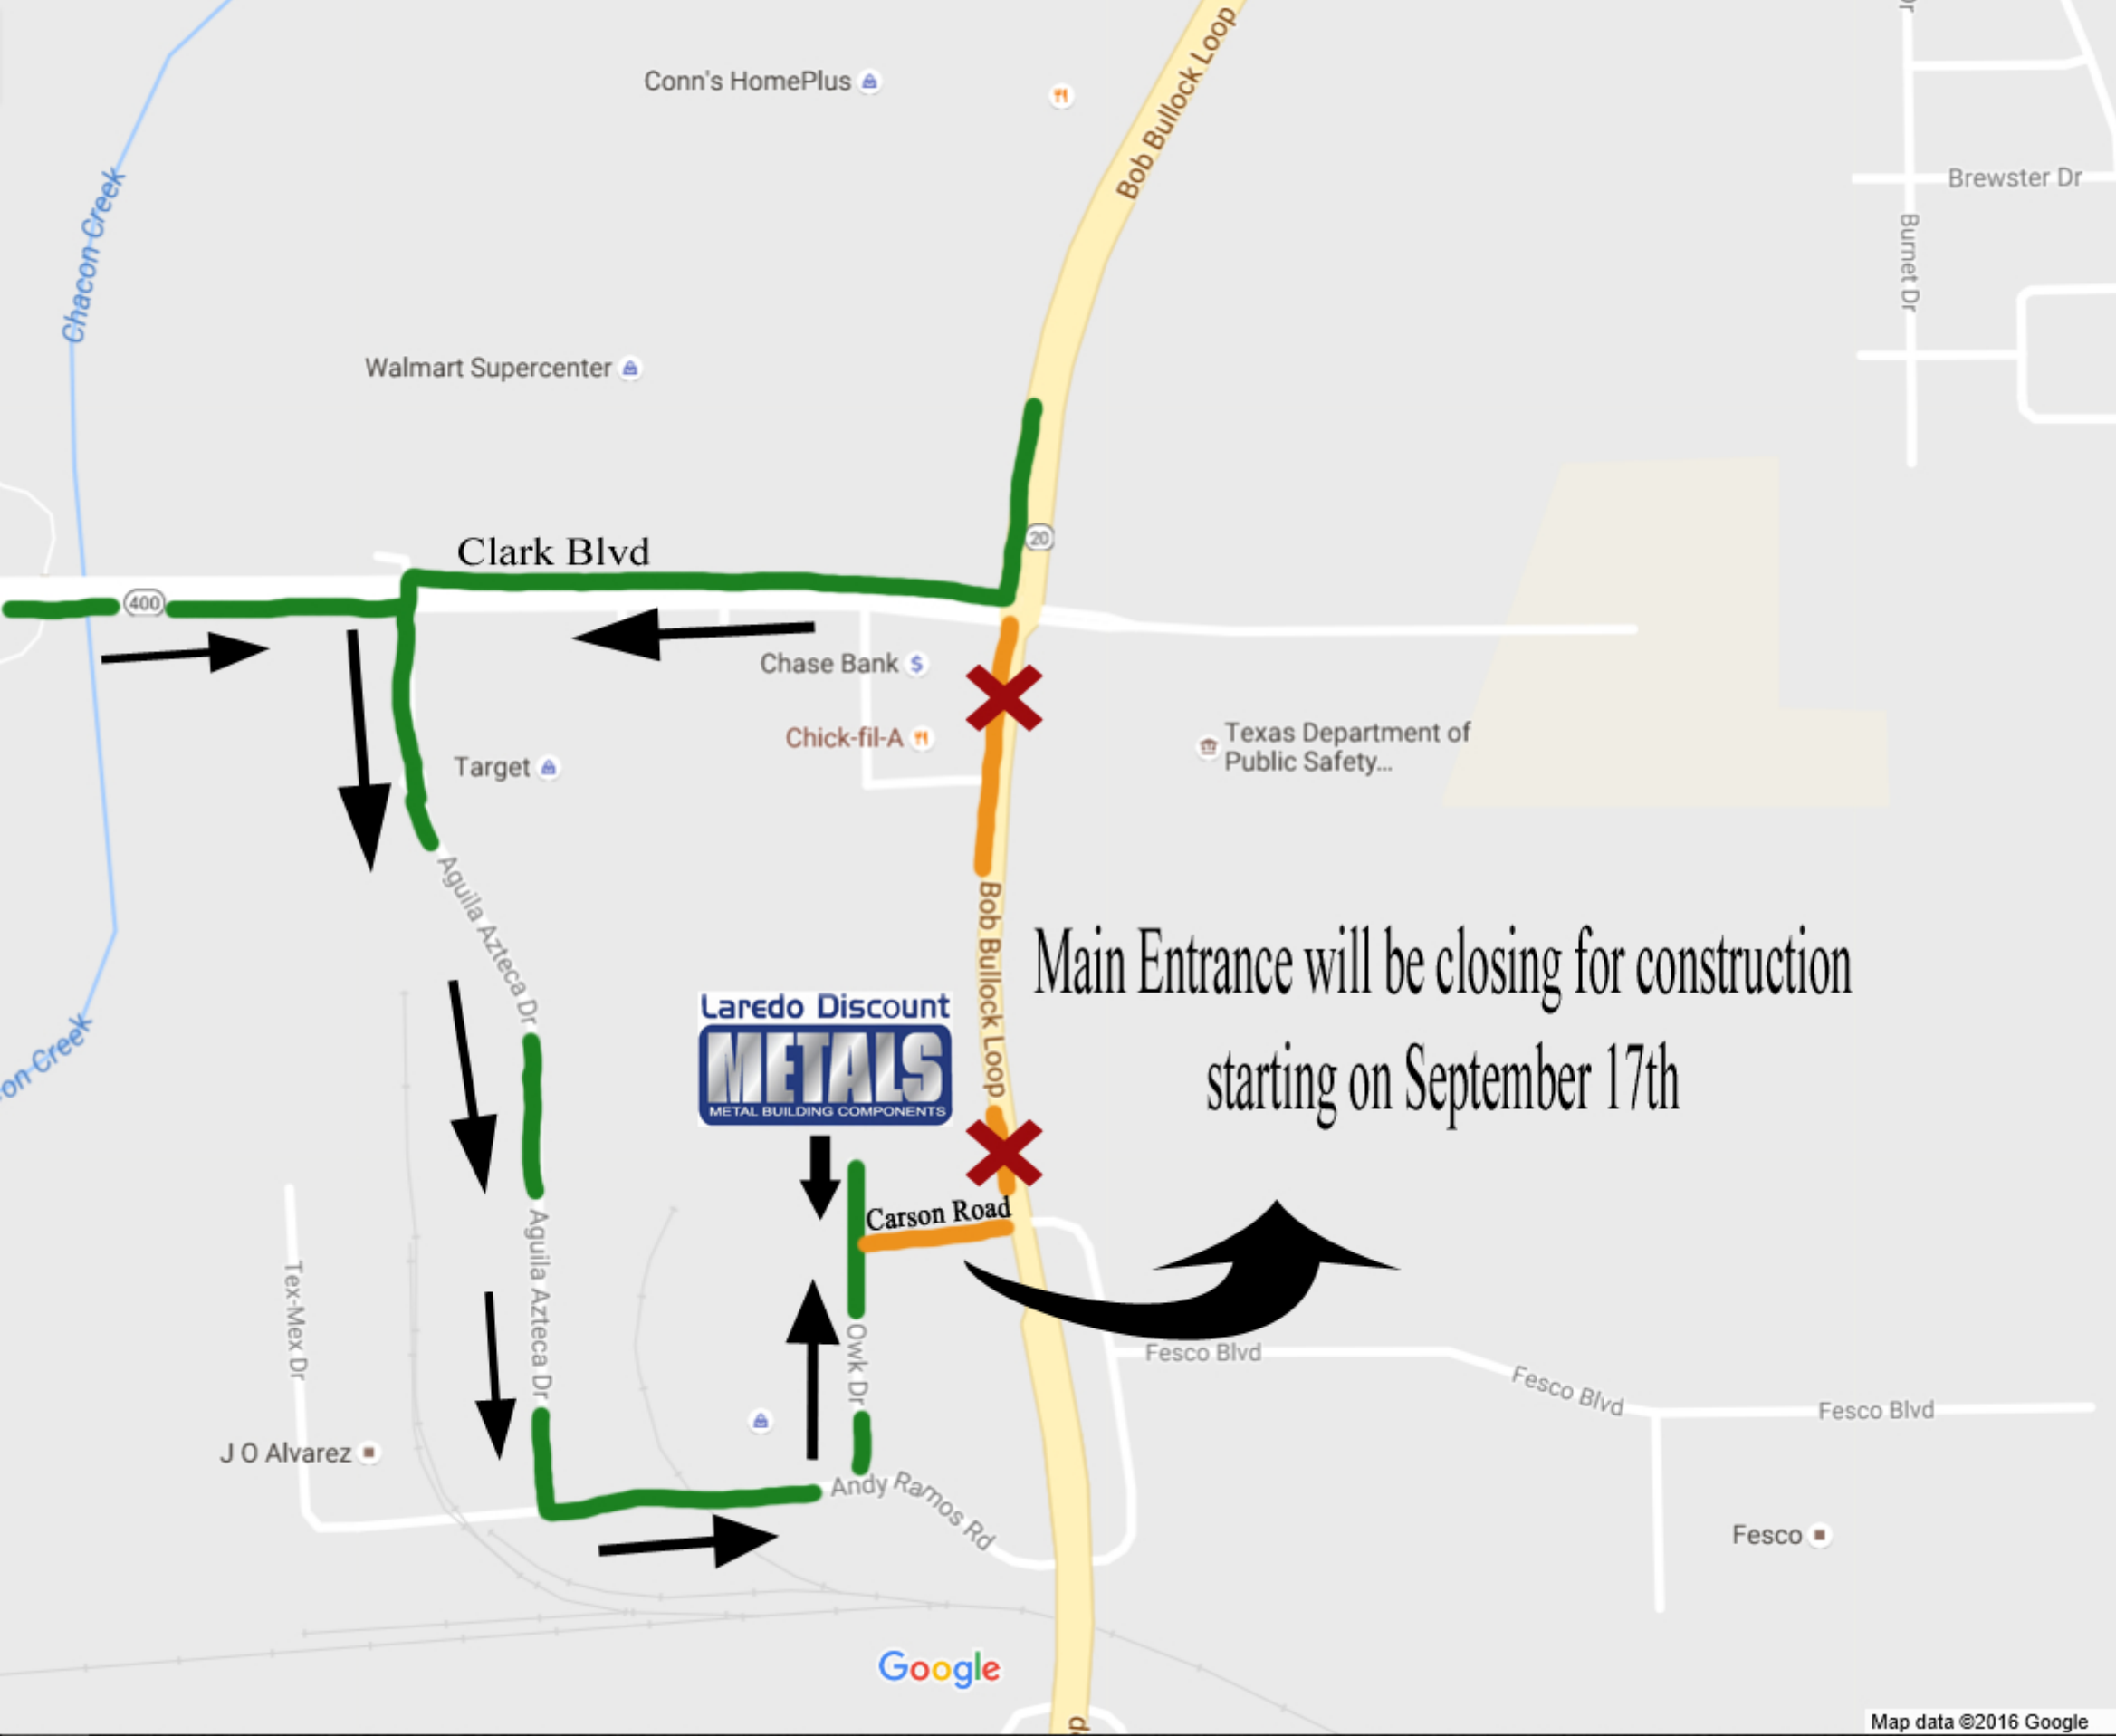 Dr
Conn's HomePlus
Bob Bullock Loop
Brewster Dr
Burnet Dr
Chacon Creek
Walmart Supercenter
20
Clark Blvd
400
Chase Bank
Chick-fil-A
Texas Department of
Public Safety...
Target
Aguila Azteca Dr
Bob Bullock Loop
Main Entrance will be closing for construction
starting on September 17th
Laredo Discount
METALS
METAL BUILDING COMPONENTS
on Creek
Carson Road
Aguila Azteca Dr
Tex-Mex Dr
Owk Dr
Fesco Blvd
Fesco Blvd
Fesco Blvd
J O Alvarez
Andy Ramos Rd
Fesco
Google
Map data ©2016 Google